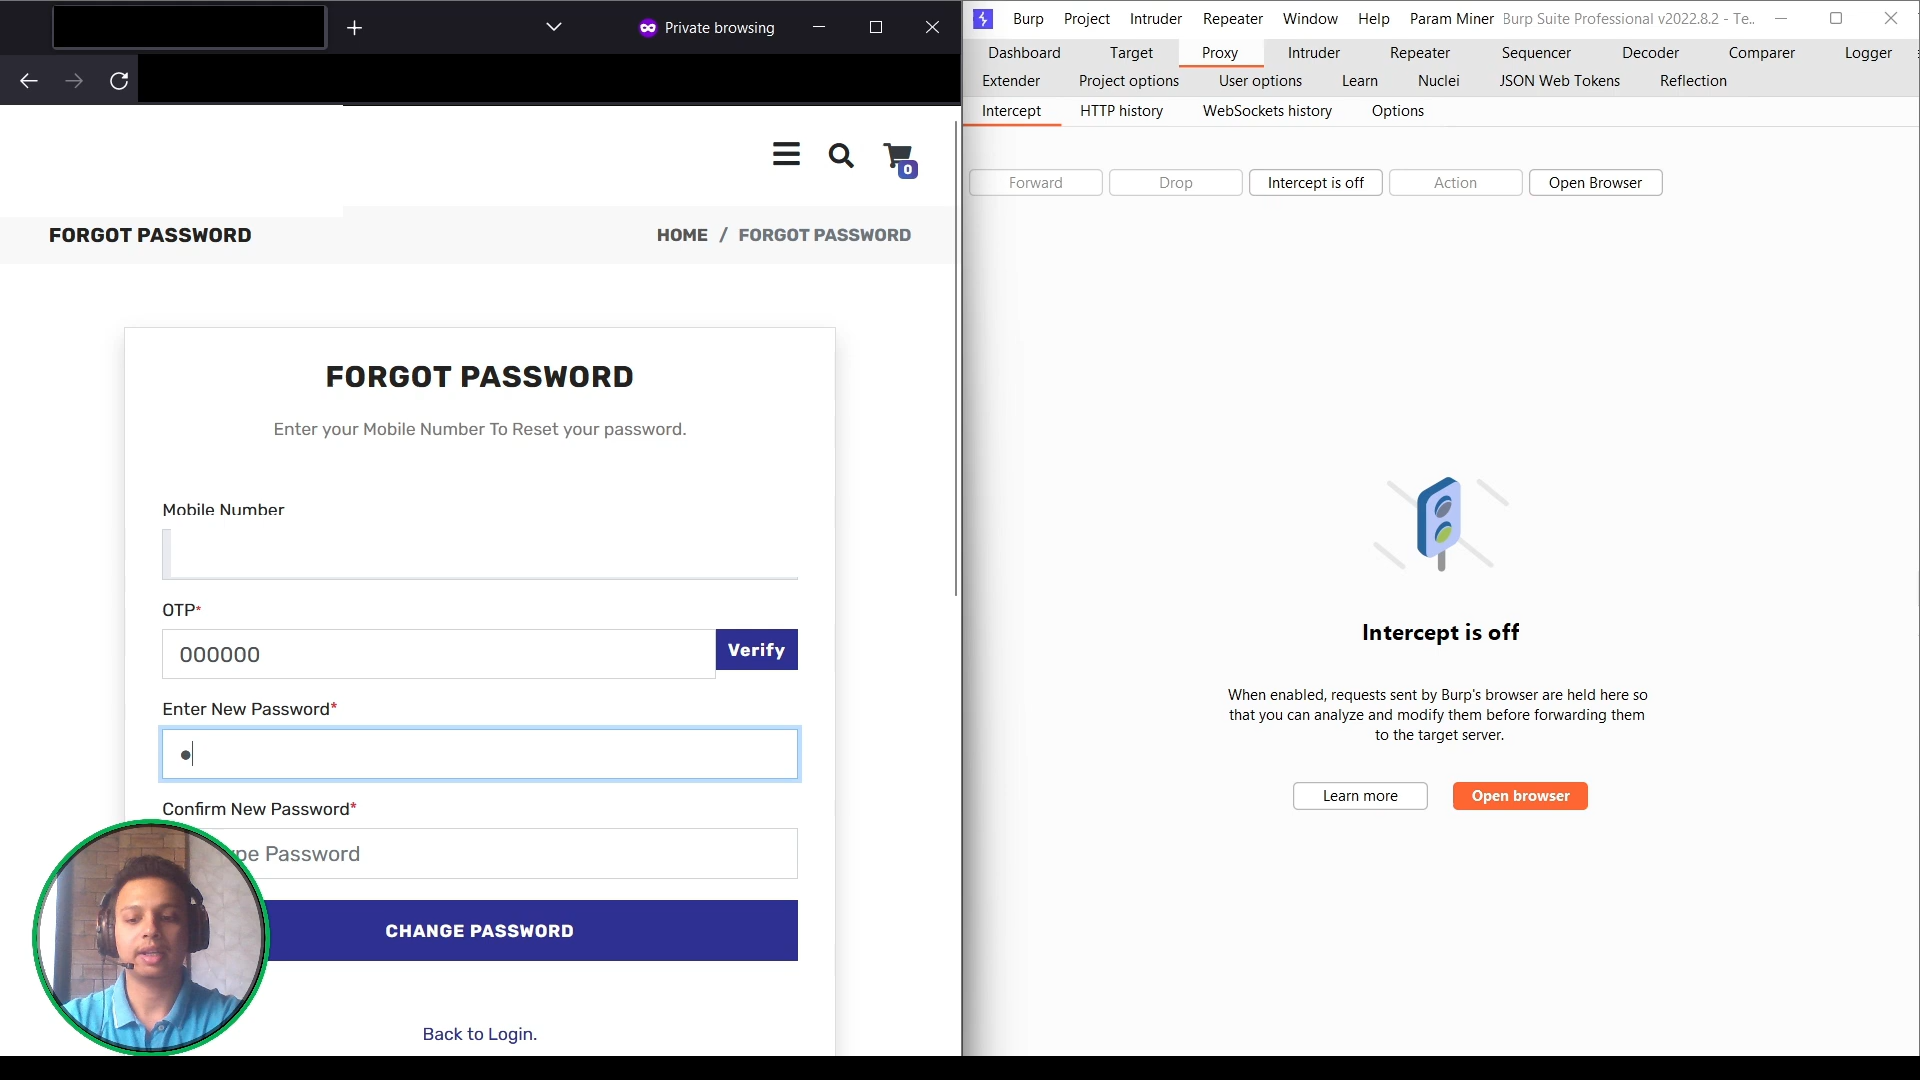 Private browsing
0
FORGOT PASSWORD
HOME / FORGOT PASSWORD
FORGOT PASSWORD
Enter your Mobile Number To Reset your password.
Mobile Number
OTP*
000000
Verify
Enter New Password*
Confirm New Password*
Password
CHANGE PASSWORD
Back to Login.
Burp Project Intruder Repeater Window Help Param Miner Burp Suite Professional v2022.8.2 - Te..
Dashboard Target Proxy Intruder Repeater Sequencer Decoder Comparer Logger
Extender Project options User options Learn Nuclei JSON Web Tokens Reflection
Intercept HTTP history WebSockets history Options
Forward Drop Intercept is off Action Open Browser
Intercept is off
When enabled, requests sent by Burp's browser are held here so
that you can analyze and modify them before forwarding them
to the target server.
Learn more Open browser